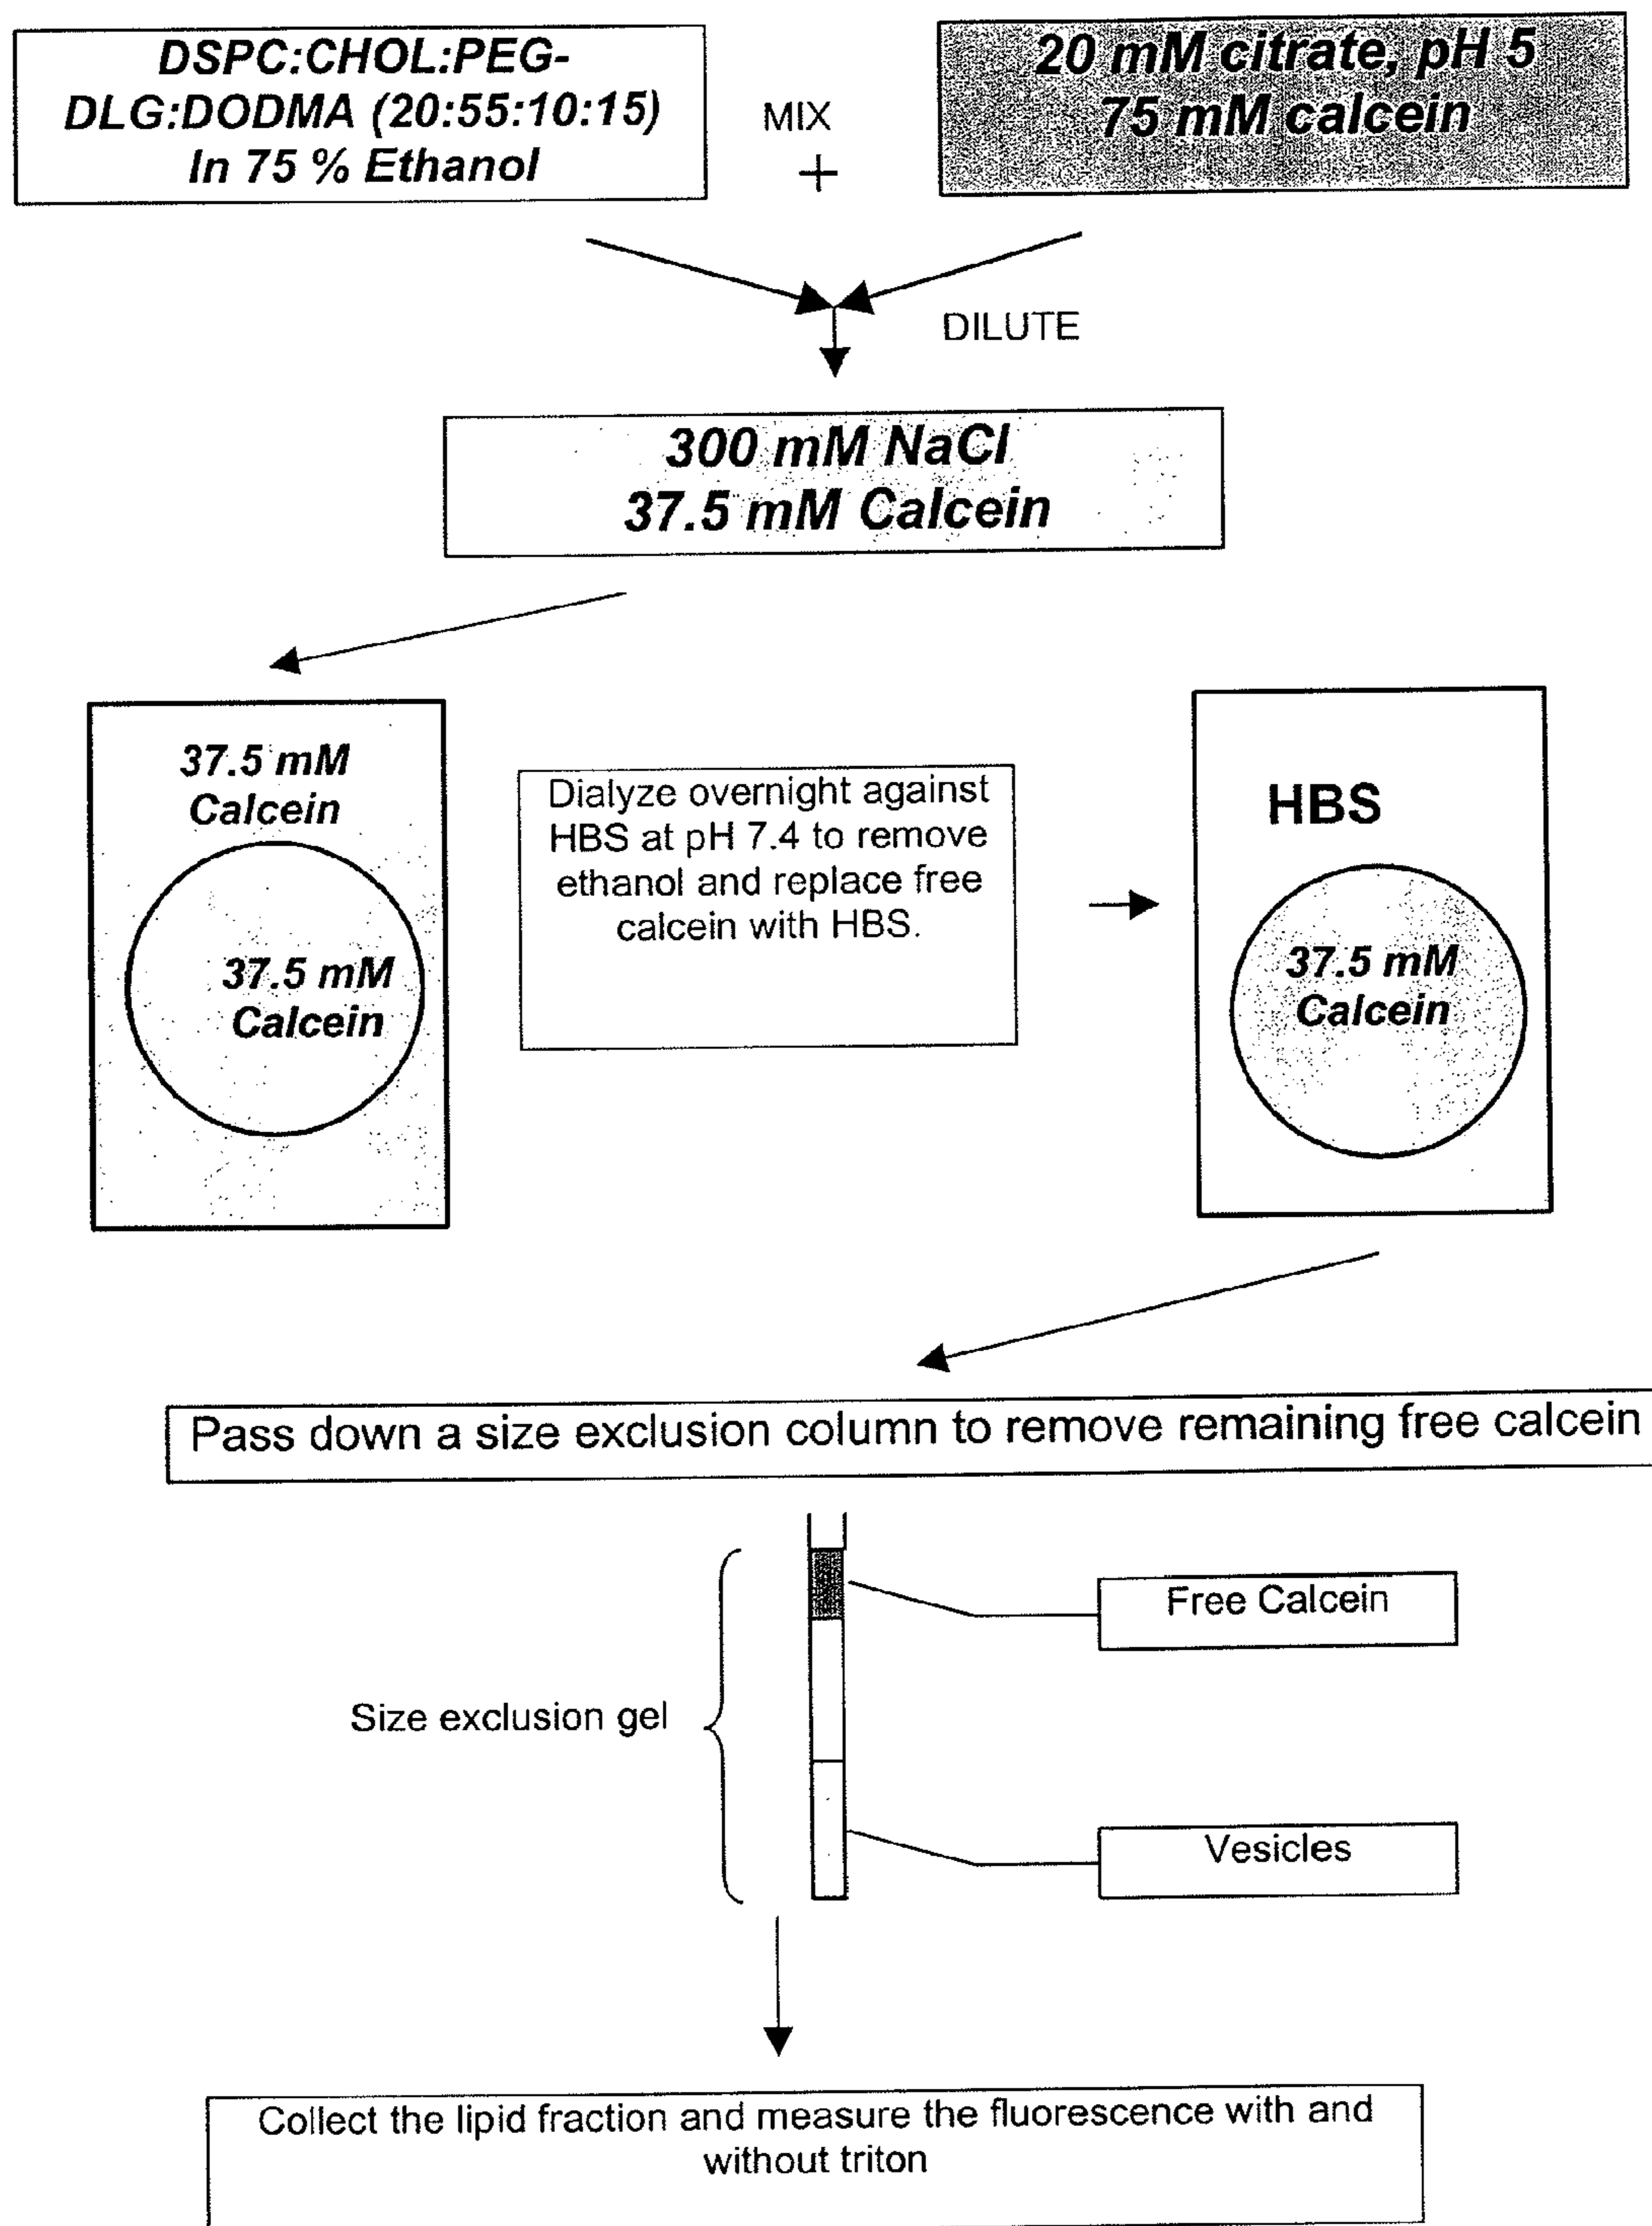 DSPC:CHOL:PEG-
DLG:DODMA (20:55:10:15)
In 75 % Ethanol
MIX
+
20 mM citrate, pH 5
75 mM calcein
DILUTE
300 mM NaCl
37.5 mM Calcein
37.5 mM
Calcein
37.5 mM
Calcein
Dialyze overnight against
HBS at pH 7.4 to remove
ethanol and replace free
calcein with HBS.
HBS
37.5 mM
Calcein
Pass down a size exclusion column to remove remaining free calcein
Free Calcein
Size exclusion gel
Vesicles
Collect the lipid fraction and measure the fluorescence with and
without triton